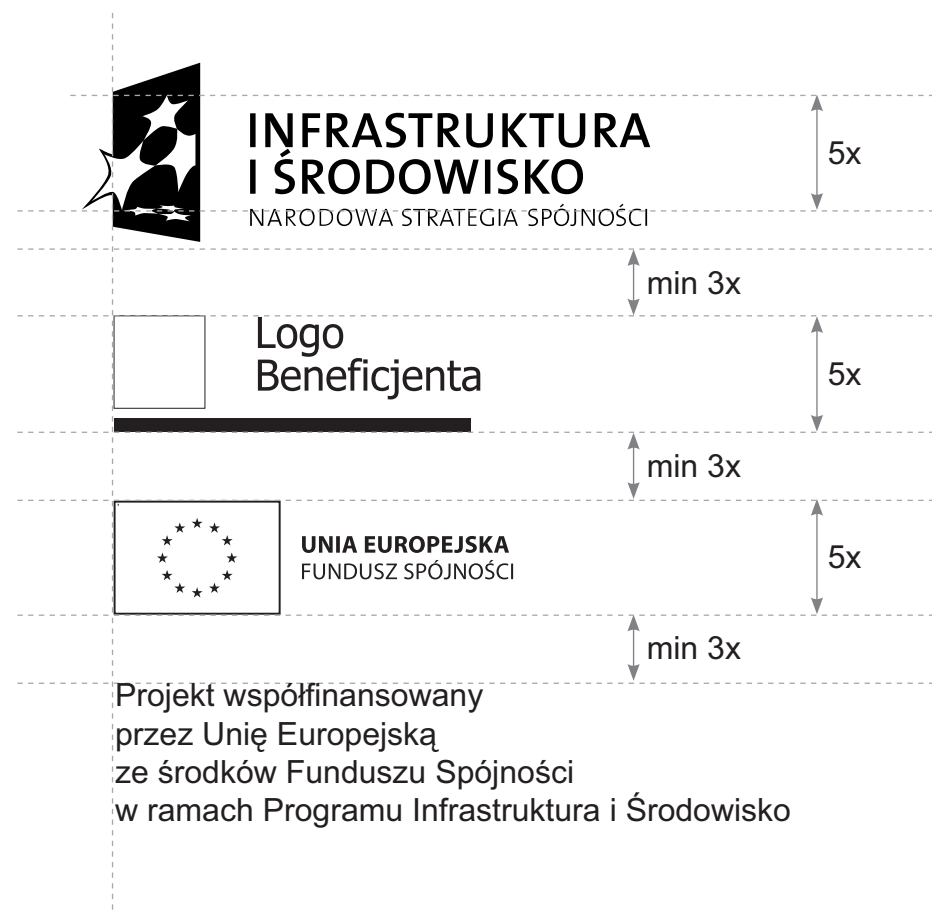 INFRASTRUKTURA
I ŚRODOWISKO
NARODOWA STRATEGIA SPÓJNOŚCI
5x
min 3x
Logo
Beneficjenta
5x
min 3x
UNIA EUROPEJSKA
FUNDUSZ SPÓJNOŚCI
5x
min 3x
Projekt współfinansowany
przez Unię Europejską
ze środków Funduszu Spójności
w ramach Programu Infrastruktura i Środowisko